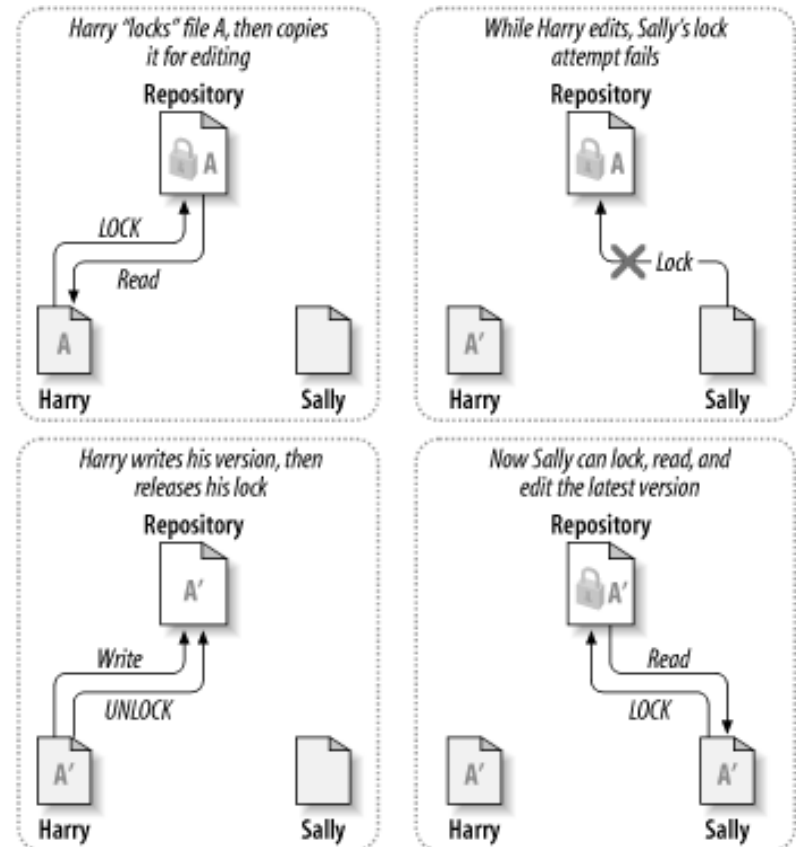 Harry “locks” file A, then copies
it for editing
Repository
A
LOCK
Read
A
Harry
Sally
While Harry edits, Sally’s lock
attempt fails
Repository
A
Lock
A′
Harry
Sally
Harry writes his version, then
releases his lock
Repository
A′
Write
UNLOCK
A′
Harry
Sally
Now Sally can lock, read, and
edit the latest version
Repository
A′
Read
LOCK
A′
A′
Harry
Sally